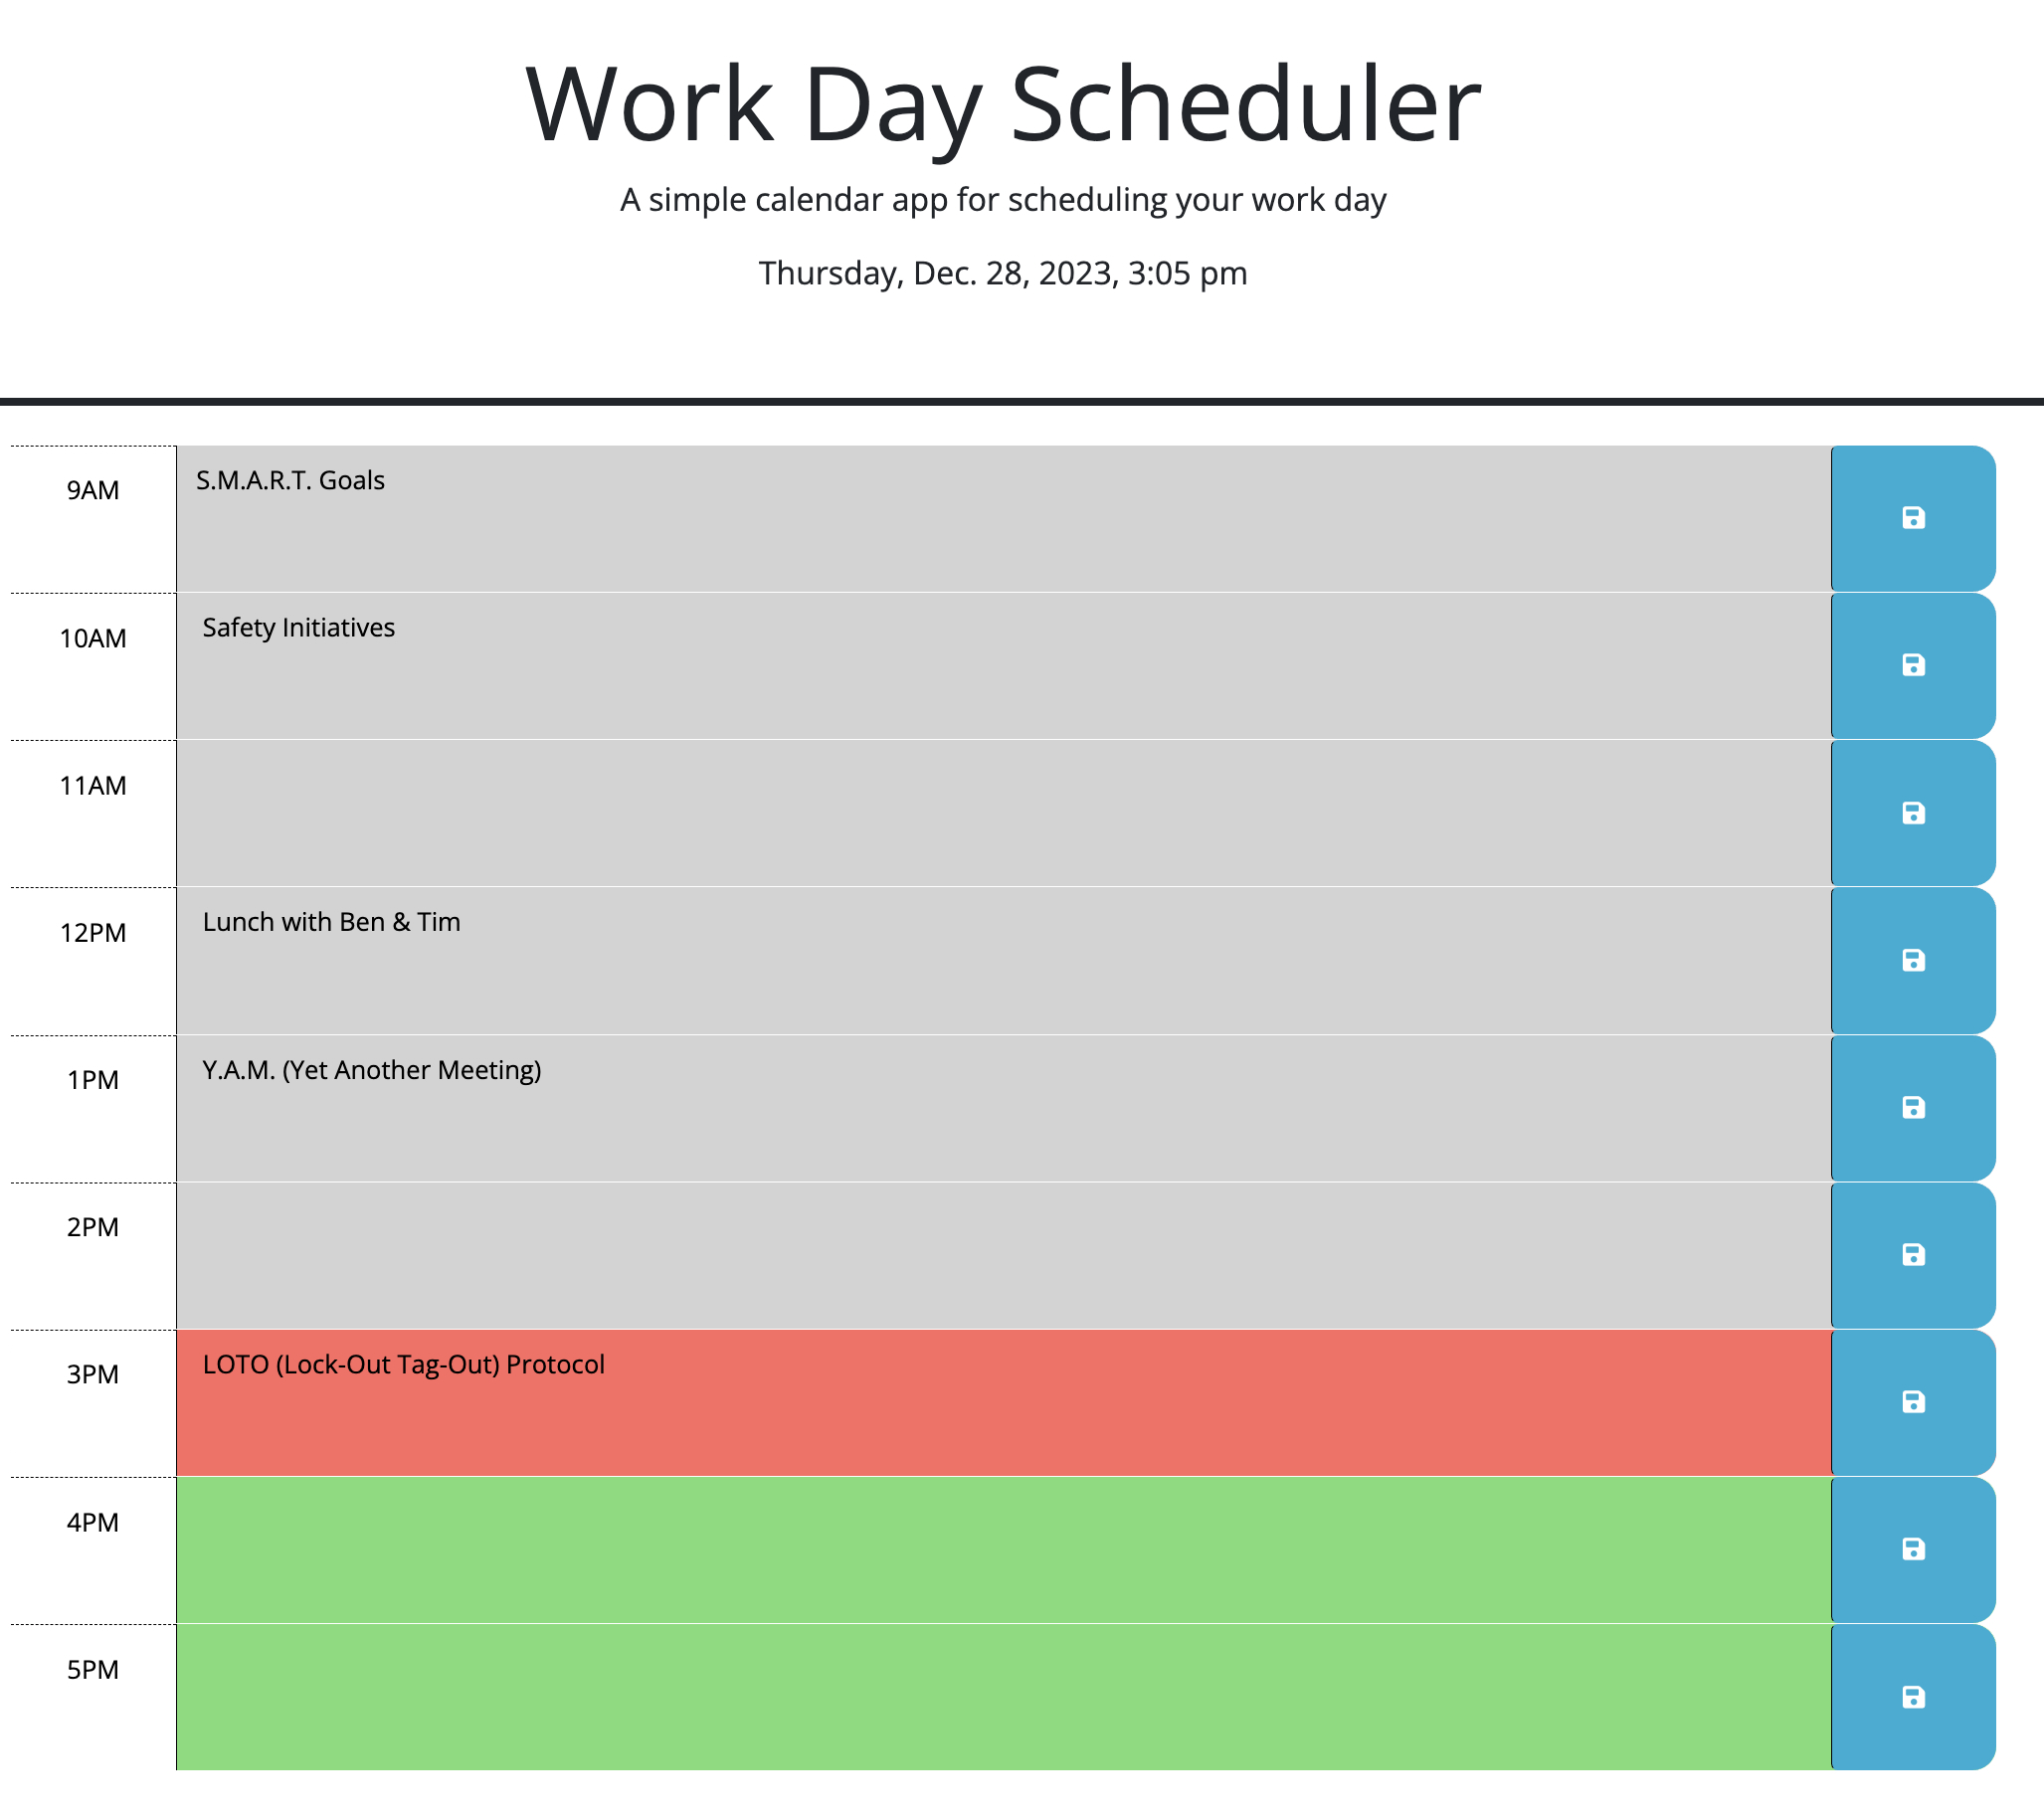 Work Day Scheduler
A simple calendar app for scheduling your work day
Thursday, Dec. 28, 2023, 3:05 pm
9AM
S.M.A.R.T. Goals
10AM
Safety Initiatives
11AM
12PM
Lunch with Ben & Tim
1PM
Y.A.M. (Yet Another Meeting)
2PM
3PM
LOTO (Lock-Out Tag-Out) Protocol
4PM
5PM